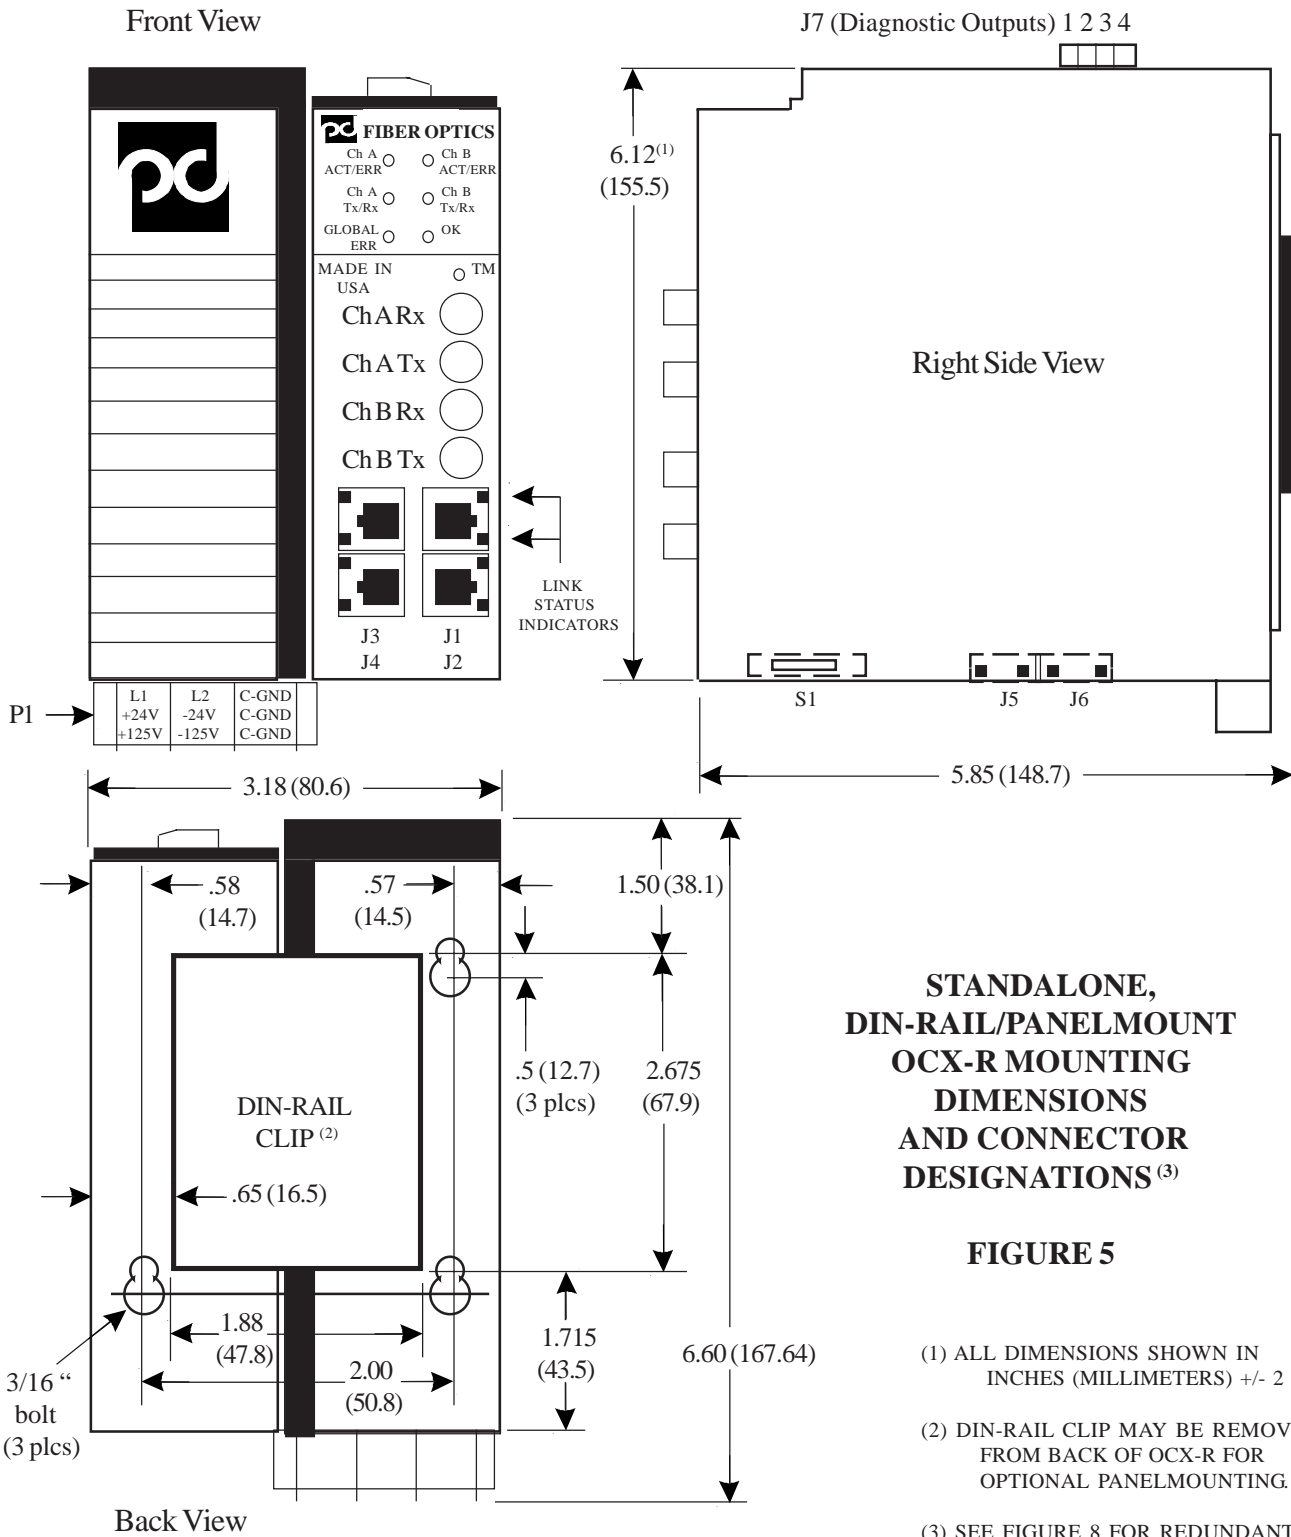 Front View
J7 (Diagnostic Outputs) 1 2 3 4
FIBER OPTICS
Ch A
ACT/ERR
Ch B
ACT/ERR
Ch A
Tx/Rx
Ch B
Tx/Rx
GLOBAL
ERR
OK
MADE IN
USA
TM
Ch A Rx
Ch A Tx
Ch B Rx
Ch B Tx
LINK
STATUS
INDICATORS
J3
J1
J4
J2
P1
L1
L2
C-GND
+24V
-24V
C-GND
+125V
-125V
C-GND
6.12(1)
(155.5)
Right Side View
S1
J5
J6
3.18 (80.6)
5.85 (148.7)
.58
(14.7)
.57
(14.5)
1.50 (38.1)
.5 (12.7)
(3 plcs)
2.675
(67.9)
DIN-RAIL
CLIP (2)
.65 (16.5)
1.88
(47.8)
2.00
(50.8)
1.715
(43.5)
6.60 (167.64)
3/16 “
bolt
(3 plcs)
Back View
STANDALONE,
DIN-RAIL/PANELMOUNT
OCX-R MOUNTING
DIMENSIONS
AND CONNECTOR
DESIGNATIONS (3)
FIGURE 5
(1) ALL DIMENSIONS SHOWN IN
INCHES (MILLIMETERS) +/- 2
(2) DIN-RAIL CLIP MAY BE REMOV
FROM BACK OF OCX-R FOR
OPTIONAL PANELMOUNTING.
(3) SEE FIGURE 8 FOR REDUNDANT